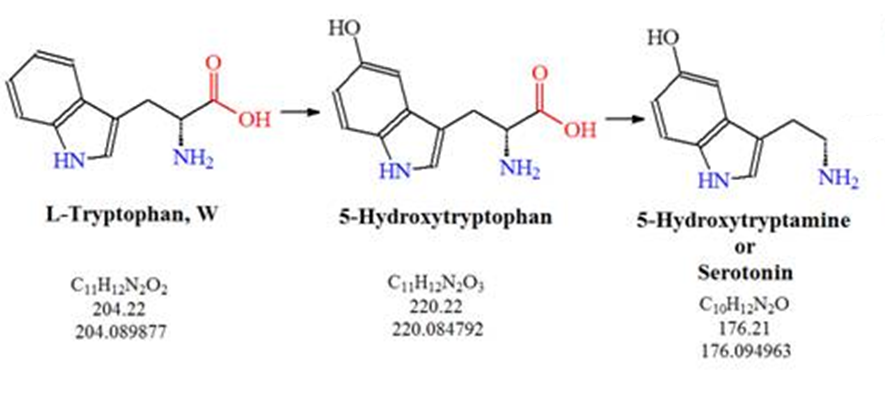 HO
O
OH
HN
NH₂
L-Tryptophan, W
C₁₁H₁₂N₂O₂
204.22
204.089877
HO
O
OH
HN
NH₂
5-Hydroxytryptophan
C₁₁H₁₂N₂O₃
220.22
220.084792
HO
HN
NH₂
5-Hydroxytryptamine
or
Serotonin
C₁₀H₁₂N₂O
176.21
176.094963